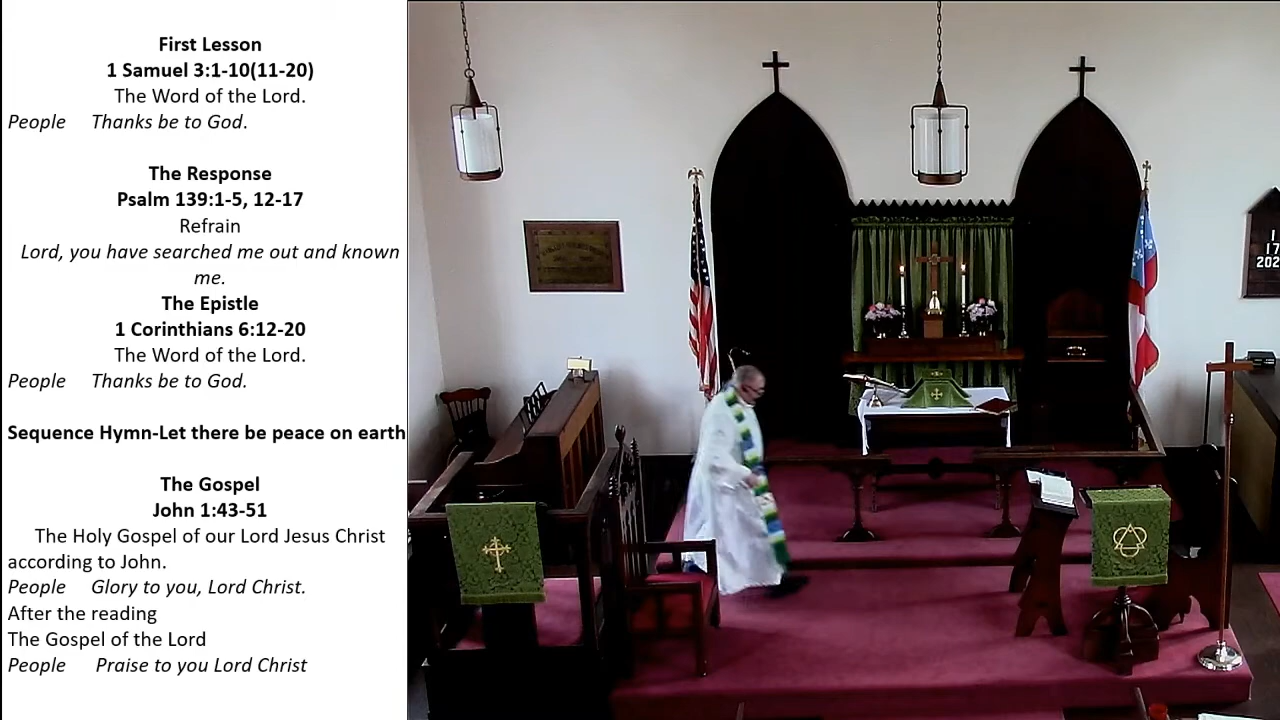 First Lesson
1 Samuel 3:1-10(11-20)
The Word of the Lord.
People Thanks be to God.
The Response
Psalm 139:1-5, 12-17
Refrain
Lord, you have searched me out and known
me.
The Epistle
1 Corinthians 6:12-20
The Word of the Lord.
People Thanks be to God.
Sequence Hymn-Let there be peace on earth
The Gospel
John 1:43-51
The Holy Gospel of our Lord Jesus Christ
according to John.
People Glory to you, Lord Christ.
After the reading
The Gospel of the Lord
People Praise to you Lord Christ
1
17
202